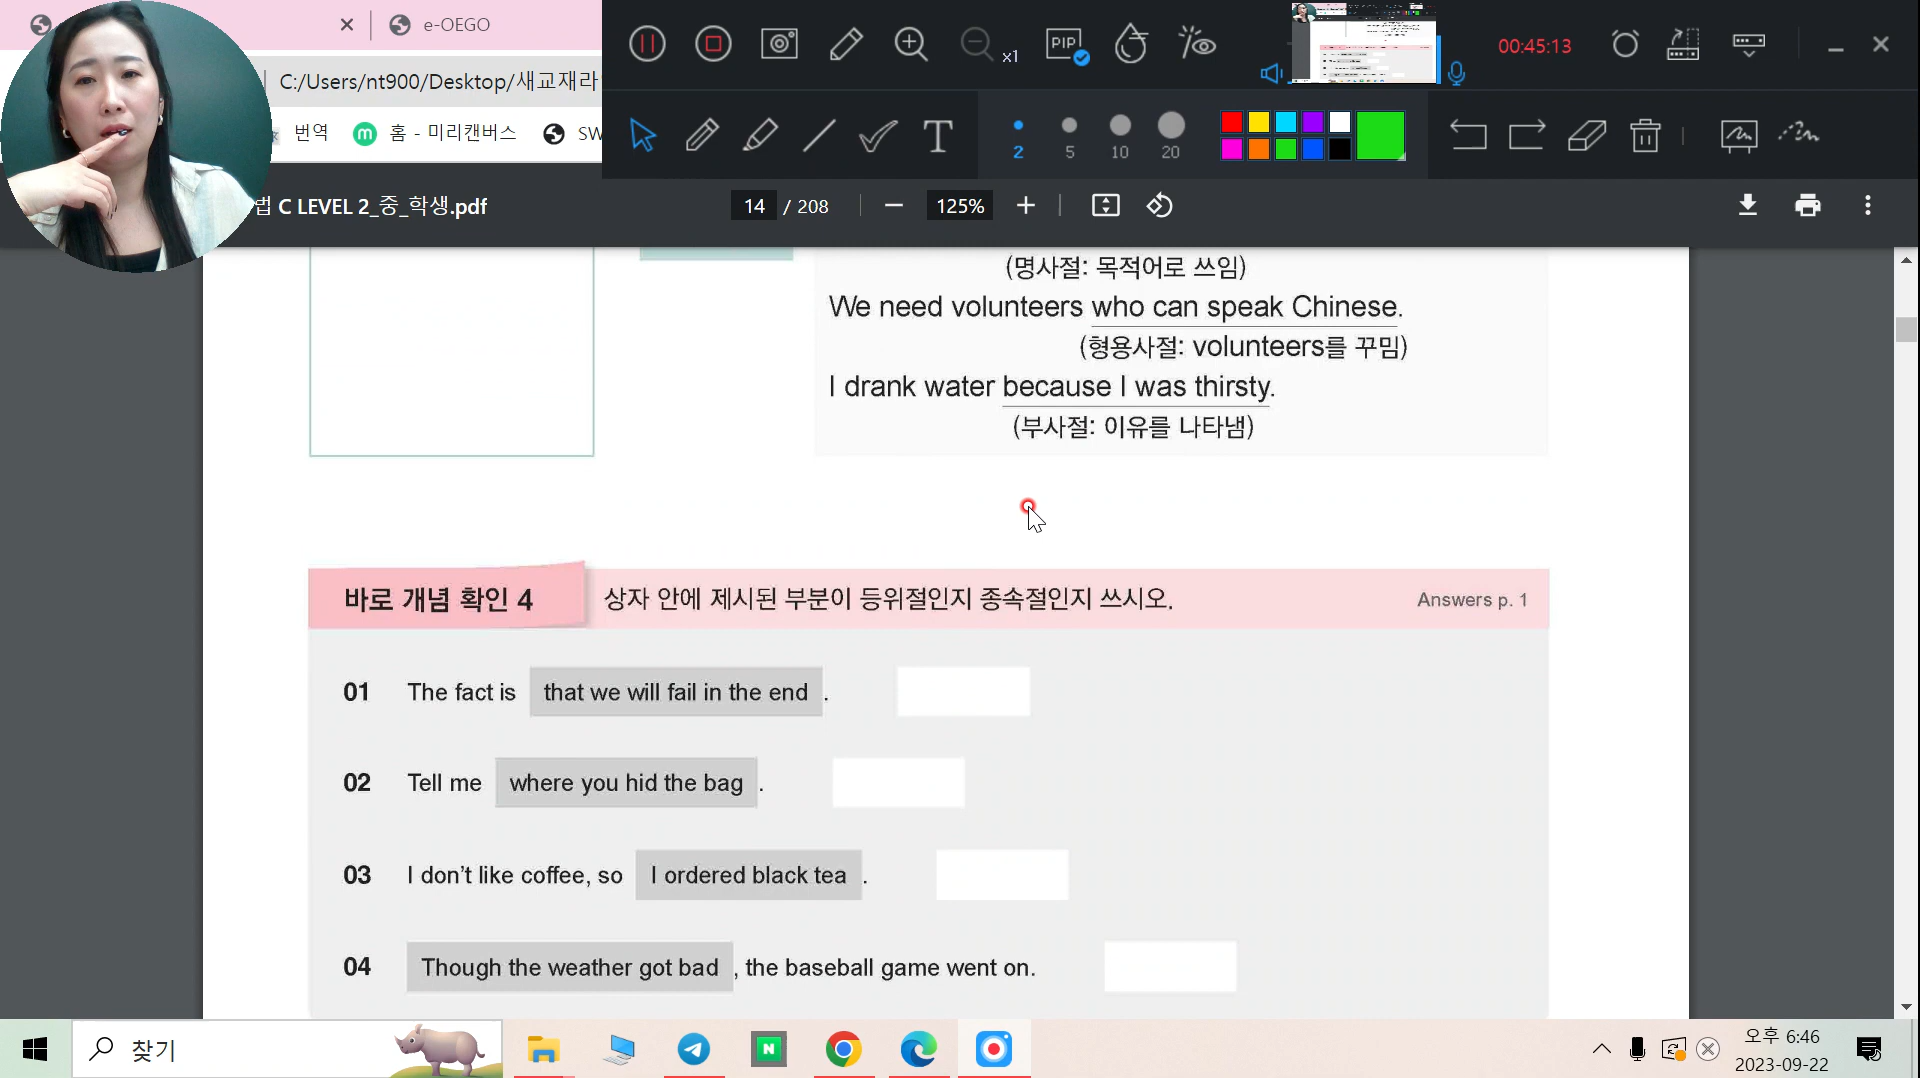 e-OEGO
C:/Users/nt900/Desktop/새교재라
번역
홈 - 미리캔버스
SW
x1
PIP
00:45:13
2
5
10
20
T
법 C LEVEL 2_중_학생.pdf
14 / 208
125%
(명사절: 목적어로 쓰임)
We need volunteers who can speak Chinese.
(형용사절: volunteers를 꾸밈)
I drank water because I was thirsty.
(부사절: 이유를 나타냄)
바로 개념 확인 4
상자 안에 제시된 부분이 등위절인지 종속절인지 쓰시오.
Answers p. 1
01 The fact is that we will fail in the end .
02 Tell me where you hid the bag .
03 I don't like coffee, so I ordered black tea .
04 Though the weather got bad , the baseball game went on.
찾기
N
오후 6:46
2023-09-22